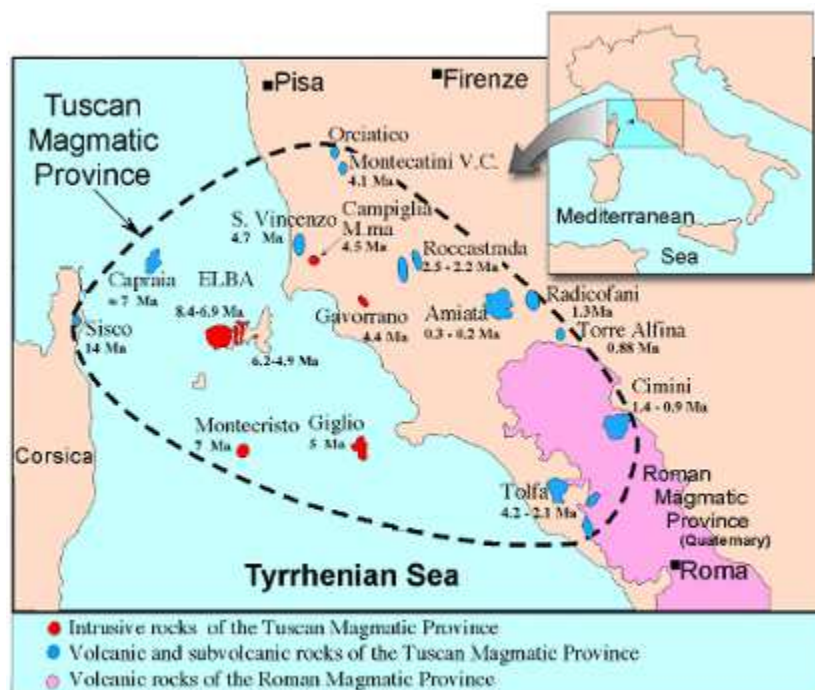 Pisa
Firenze
Tuscan
Magmatic
Province
Orciatico
Montecatini V.C.
4.1 Ma
S. Vincenzo
4.7 Ma
Campiglia
M.ma
4.5 Ma
Roccastrada
2.5 - 2.2 Ma
Mediterranean
Sea
Capraia
≈ 7 Ma
ELBA
8.4-6.9 Ma
6.2-4.9 Ma
Gavorrano
4.4 Ma
Amiata
0.3 - 0.2 Ma
Radicofani
1.3Ma
Torre Alfina
0.88 Ma
Sisco
14 Ma
Cimini
1.4 - 0.9 Ma
Montecristo
7 Ma
Giglio
5 Ma
Corsica
Tolfa
4.2 - 2.1 Ma
Roman
Magmatic
Province
(Quaternary)
Tyrrhenian Sea
Roma
Intrusive rocks of the Tuscan Magmatic Province
Volcanic and subvolcanic rocks of the Tuscan Magmatic Province
Volcanic rocks of the Roman Magmatic Province